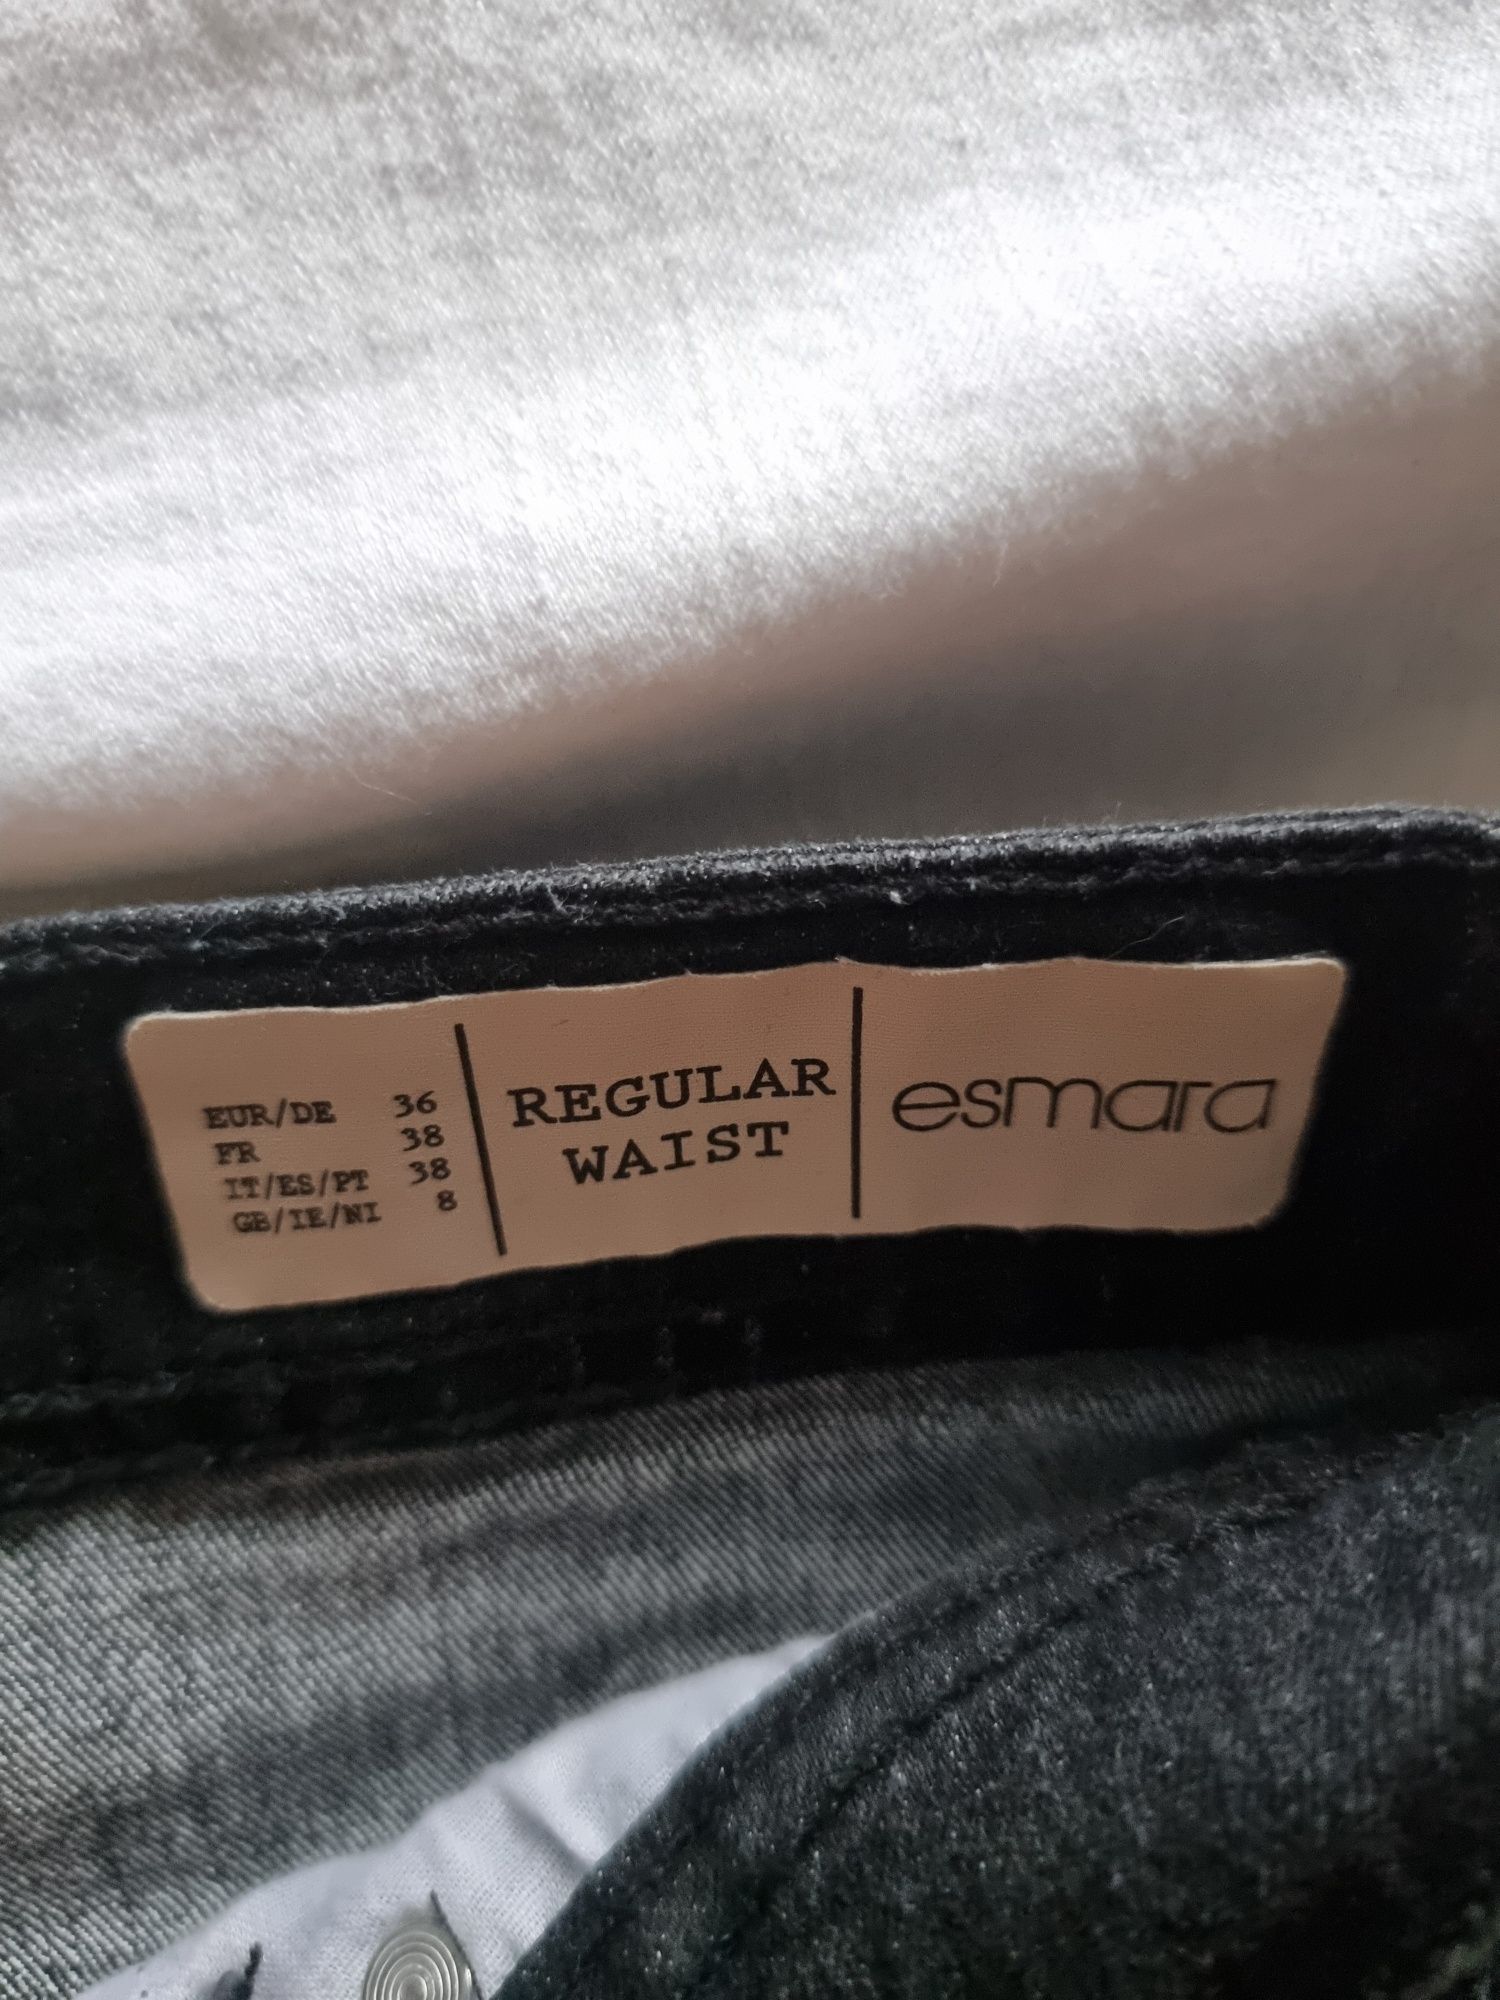 EUR/DE 36
FR 38
IT/ES/PT 38
GB/IE/NI 8
REGULAR
WAIST
esmara